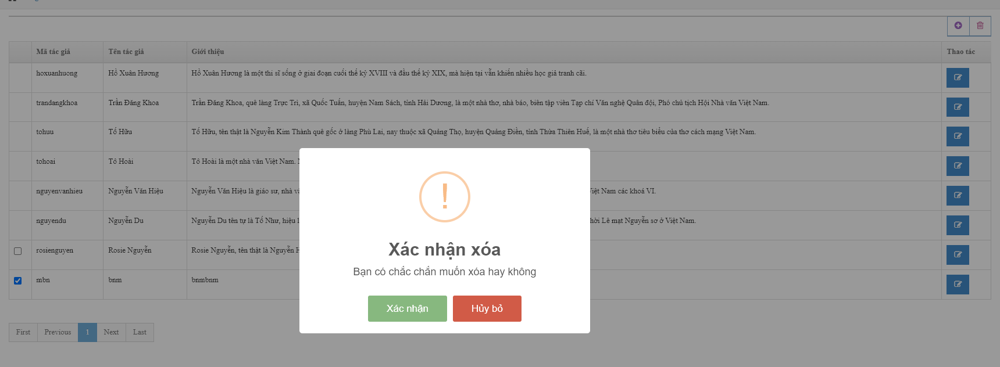 Mã tác giả Tên tác giả Giới thiệu Thao tác
hoxuanhuong Hồ Xuân Hương Hồ Xuân Hương là một thi sĩ sống ở giai đoạn cuối thế kỷ XVIII và đầu thế kỷ XIX, mà hiện tại vẫn khiến nhiều học giả tranh cãi.
trandangkhoa Trần Đăng Khoa Trần Đăng Khoa, quê làng Trực Trì, xã Quốc Tuấn, huyện Nam Sách, tỉnh Hải Dương, là một nhà thơ, nhà báo, biên tập viên Tạp chí Văn nghệ Quân đội, Phó chủ tịch Hội Nhà văn Việt Nam.
tohuu Tố Hữu Tố Hữu, tên thật là Nguyễn Kim Thành quê gốc ở làng Phù Lai, nay thuộc xã Quảng Thọ, huyện Quảng Điền, tỉnh Thừa Thiên Huế, là một nhà thơ tiêu biểu của thơ cách mạng Việt Nam.
tohoai Tô Hoài Tô Hoài là một nhà văn Việt Nam.
nguyenvanhieu Nguyễn Văn Hiệu Nguyễn Văn Hiệu là giáo sư, nhà Việt Nam các khoá VI.
nguyendu Nguyễn Du Nguyễn Du tên tự là Tố Như, hiệu Lê mạt Nguyễn sơ ở Việt Nam.
rosienguyen Rosie Nguyễn Rosie Nguyễn, tên thật là Nguyễn
mbn bnm bnmbnm
Xác nhận xóa
Bạn có chắc chắn muốn xóa hay không
Xác nhận Hủy bỏ
First Previous 1 Next Last